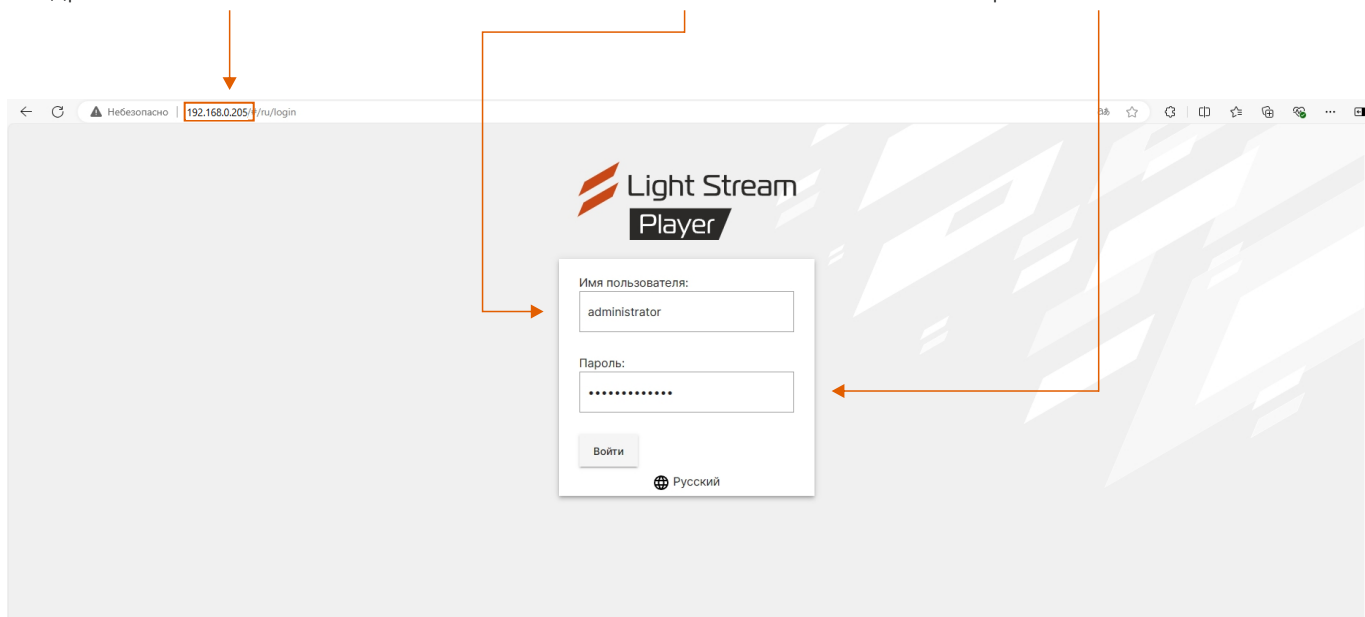 Небезопасно | 192.168.0.205/#/ru/login
Light Stream
Player
Имя пользователя:
administrator
Пароль:
•••••••••••••
Войти
Русский